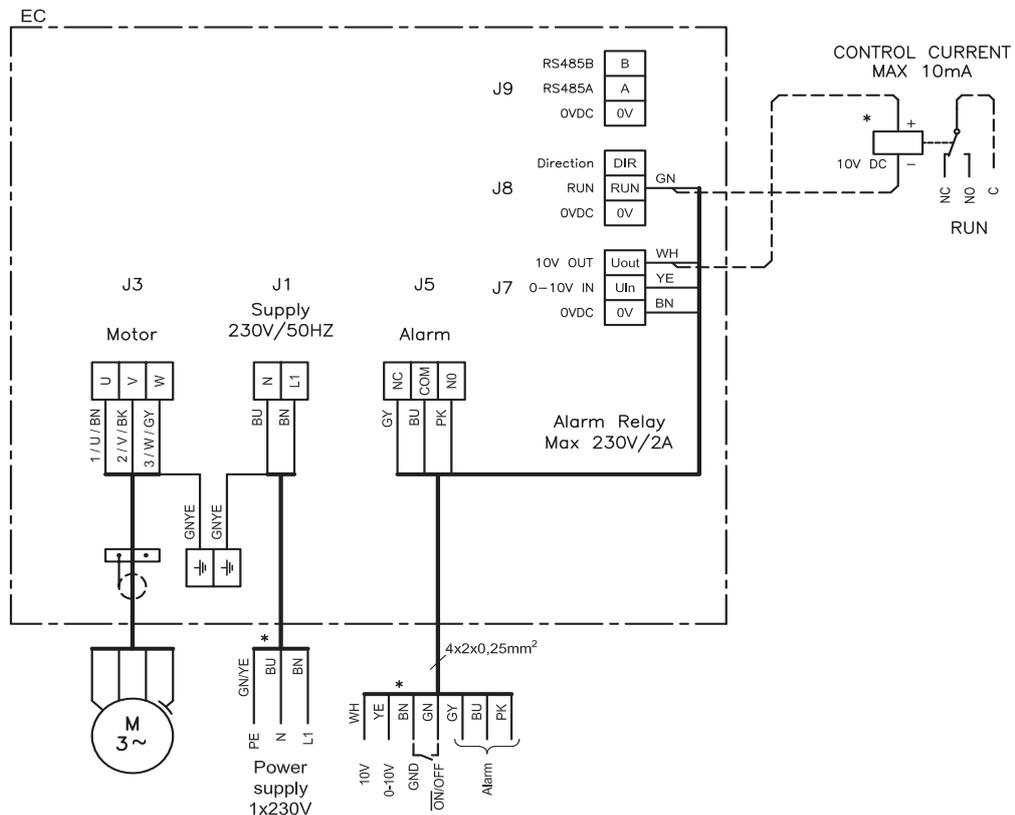 EC
RS485B B
J9 RS485A A
0VDC 0V
CONTROL CURRENT
MAX 10mA
*
+
10V DC
−
NC
NO
C
RUN
Direction DIR
J8 RUN RUN GN
0VDC 0V
10V OUT Uout WH
J7 0–10V IN UIn YE
0VDC 0V BN
J3
Motor
U V W
1 / U / BN
2 / V / BK
3 / W / GY
GNYE
GNYE
J1
Supply
230V/50HZ
N L1
BU
BN
J5
Alarm
NC COM NO
GY
BU
PK
Alarm Relay
Max 230V/2A
M
3~
*
GN/YE
BU
BN
PE
N
L1
Power
supply
1x230V
4x2x0,25mm²
*
WH
YE
BN
GN
GY
BU
PK
10V
0-10V
GND
ON/OFF
Alarm